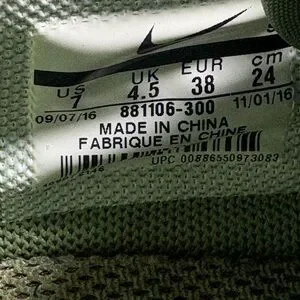 US UK EUR cm
7 4.5 38 24
09/07/16 881106-300 11/01/16
MADE IN CHINA
FABRIQUE EN CHINE
UPC 00886550973083